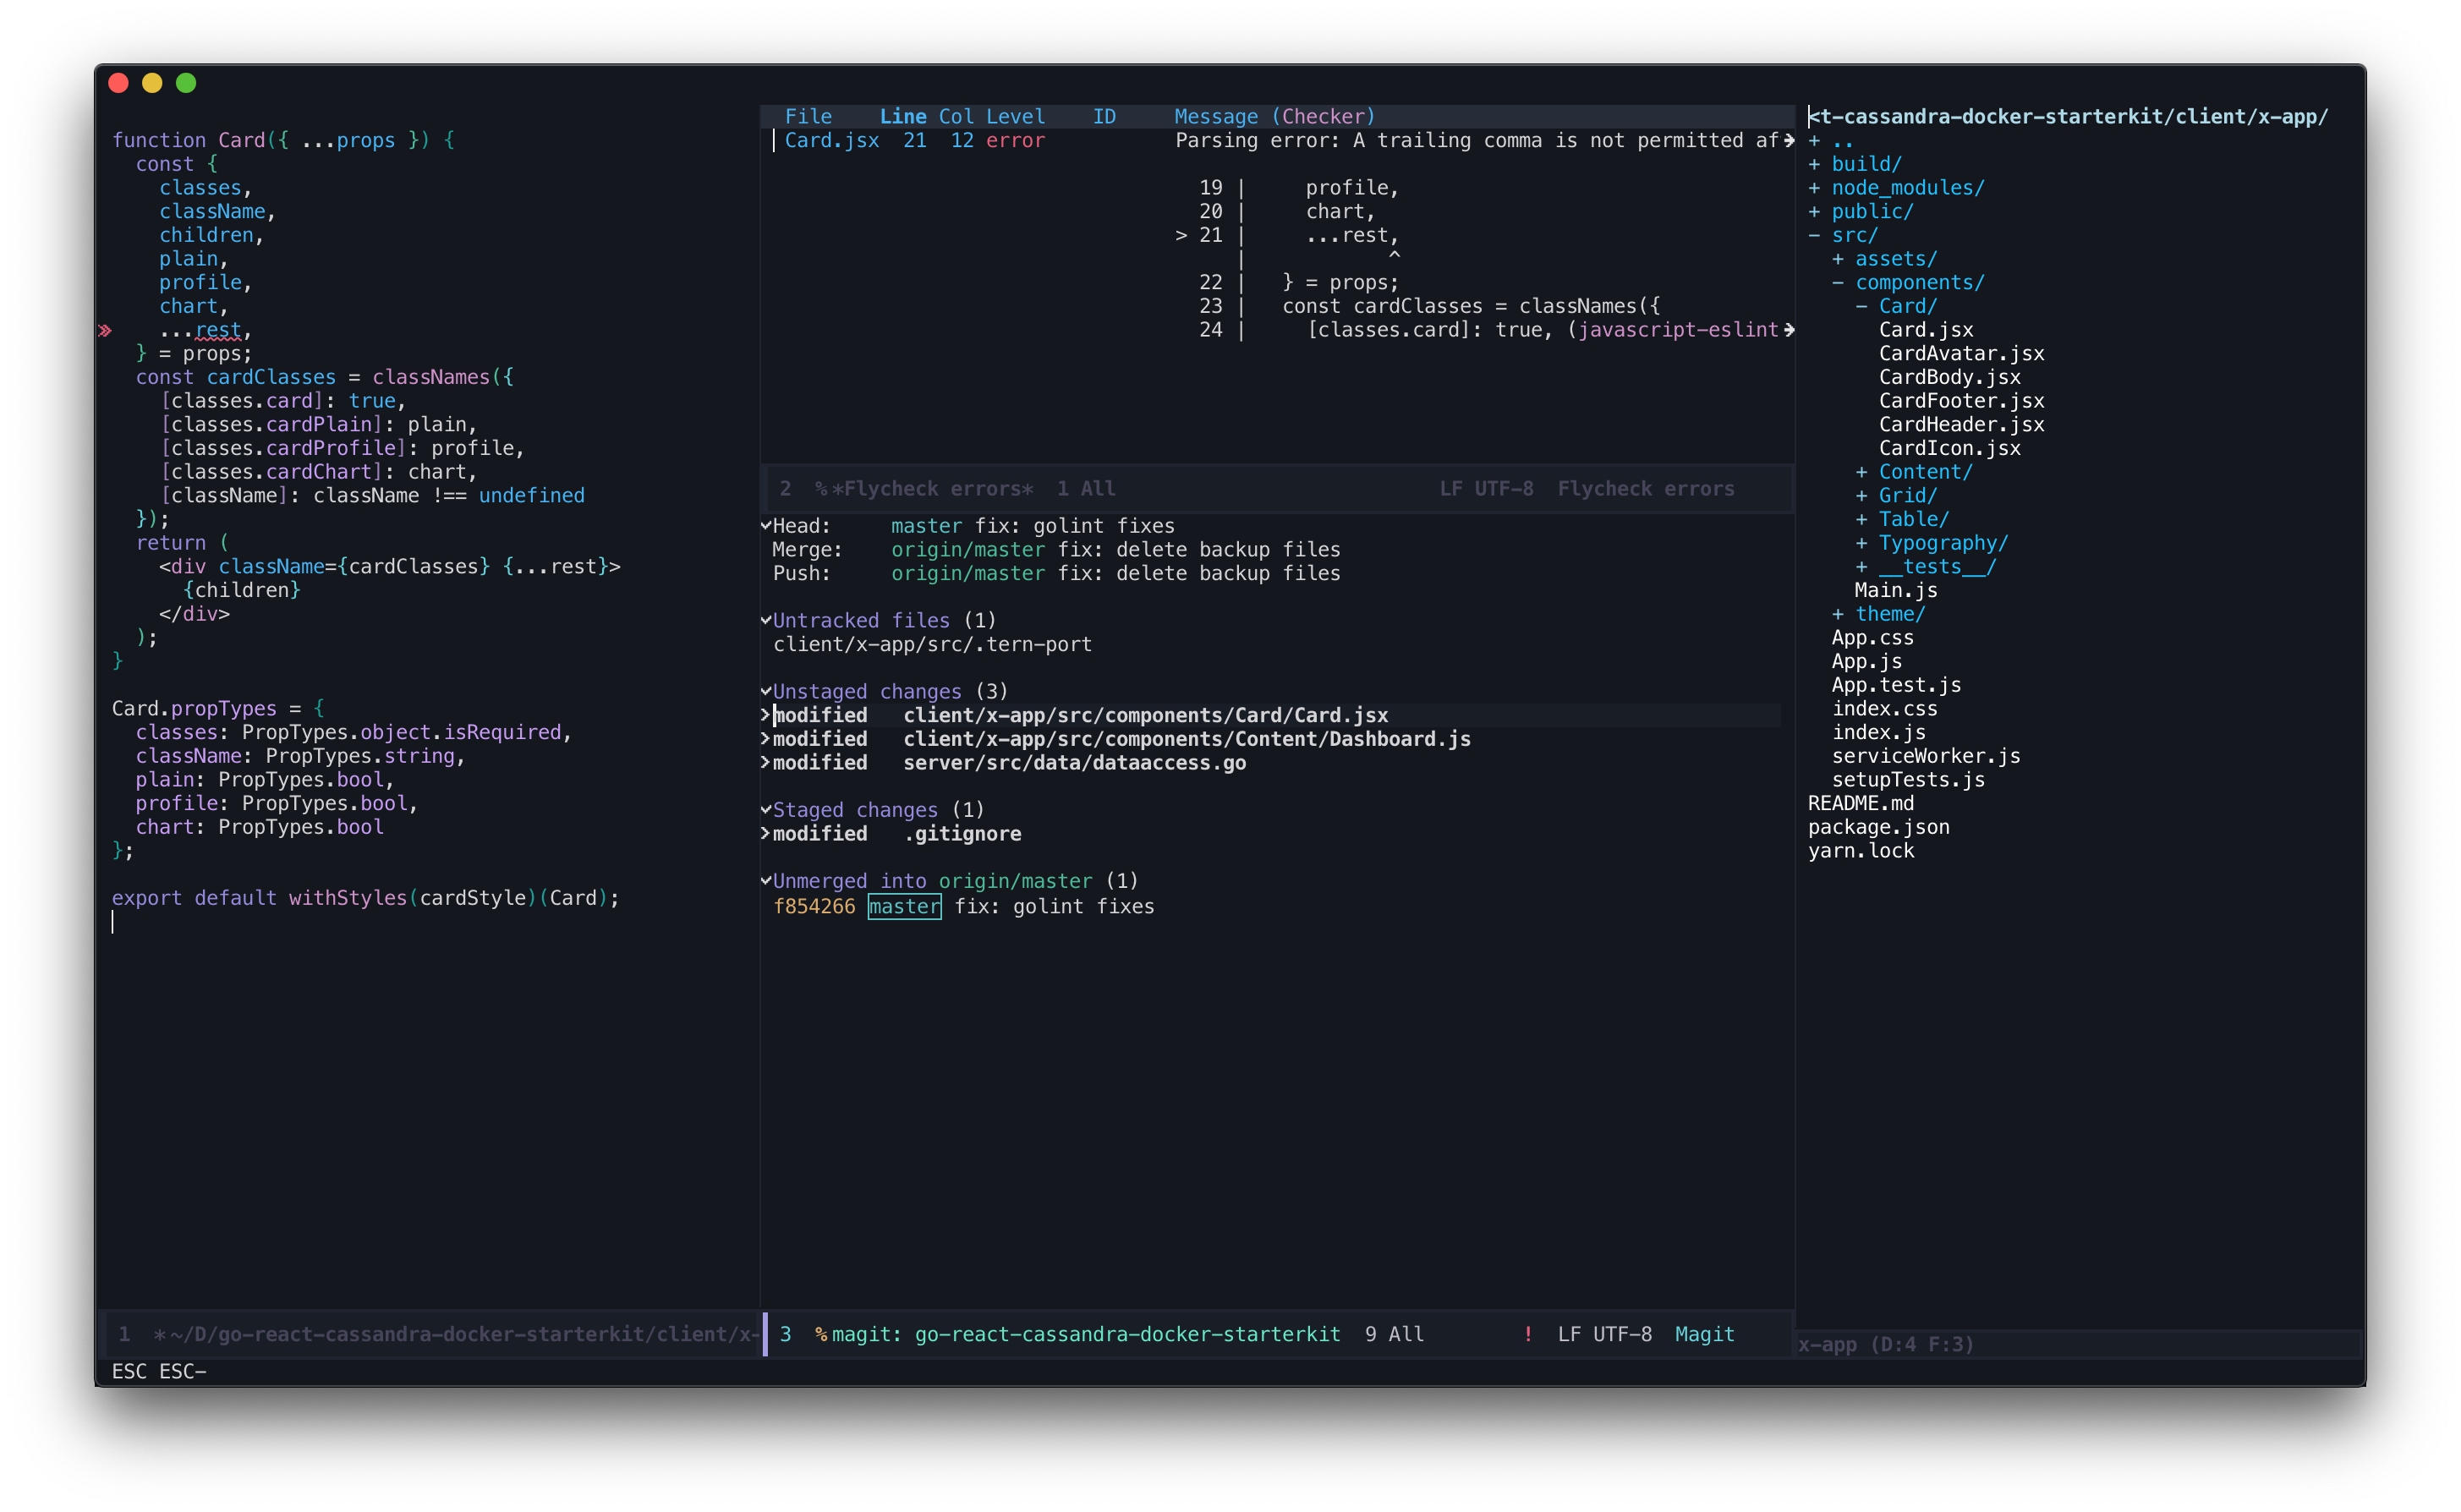 function Card({ ...props }) {
  const {
    classes,
    className,
    children,
    plain,
    profile,
    chart,
    ...rest,
  } = props;
  const cardClasses = classNames({
    [classes.card]: true,
    [classes.cardPlain]: plain,
    [classes.cardProfile]: profile,
    [classes.cardChart]: chart,
    [className]: className !== undefined
  });
  return (
    <div className={cardClasses} {...rest}>
      {children}
    </div>
  );
}
Card.propTypes = {
  classes: PropTypes.object.isRequired,
  className: PropTypes.string,
  plain: PropTypes.bool,
  profile: PropTypes.bool,
  chart: PropTypes.bool
};
export default withStyles(cardStyle)(Card);
1 *~/D/go-react-cassandra-docker-starterkit/client/x-
File Line Col Level ID Message (Checker)
Card.jsx 21 12 error Parsing error: A trailing comma is not permitted af
19 |     profile,
20 |     chart,
> 21 |     ...rest,
|            ^
22 |   } = props;
23 |   const cardClasses = classNames({
24 |     [classes.card]: true, (javascript-eslint
2 %*Flycheck errors* 1 All LF UTF-8 Flycheck errors
Head: master fix: golint fixes
Merge: origin/master fix: delete backup files
Push: origin/master fix: delete backup files
Untracked files (1)
client/x-app/src/.tern-port
Unstaged changes (3)
modified client/x-app/src/components/Card/Card.jsx
modified client/x-app/src/components/Content/Dashboard.js
modified server/src/data/dataaccess.go
Staged changes (1)
modified .gitignore
Unmerged into origin/master (1)
f854266 master fix: golint fixes
3 %magit: go-react-cassandra-docker-starterkit 9 All ! LF UTF-8 Magit
<t-cassandra-docker-starterkit/client/x-app/
+ ..
+ build/
+ node_modules/
+ public/
- src/
  + assets/
  - components/
    - Card/
      Card.jsx
      CardAvatar.jsx
      CardBody.jsx
      CardFooter.jsx
      CardHeader.jsx
      CardIcon.jsx
    + Content/
    + Grid/
    + Table/
    + Typography/
    + __tests__/
    Main.js
  + theme/
  App.css
  App.js
  App.test.js
  index.css
  index.js
  serviceWorker.js
  setupTests.js
README.md
package.json
yarn.lock
x-app (D:4 F:3)
ESC ESC-